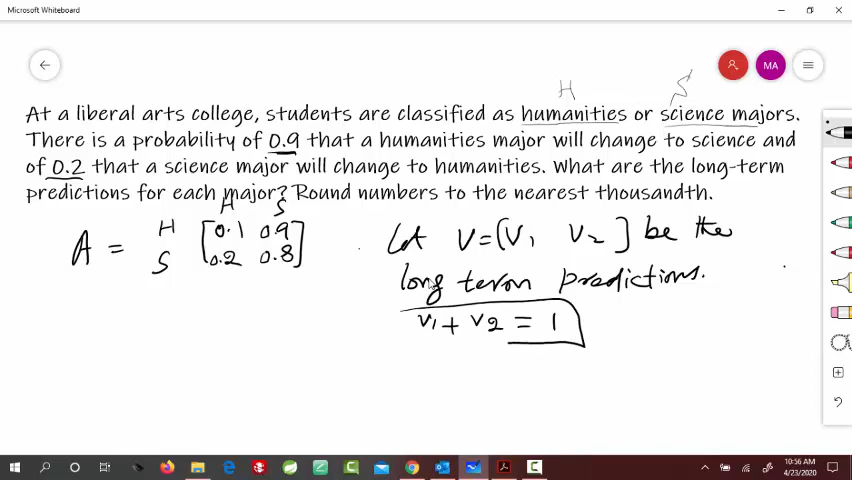 Microsoft Whiteboard
MA
H S
At a liberal arts college, students are classified as humanities or science majors.
There is a probability of 0.9 that a humanities major will change to science and
of 0.2 that a science major will change to humanities. What are the long-term
predictions for each major? Round numbers to the nearest thousandth.
H S
A = H [0.1 0.9
S 0.2 0.8]
Let V = [V1 V2] be the
long term predictions.
V1 + V2 = 1
10:56 AM
4/23/2020